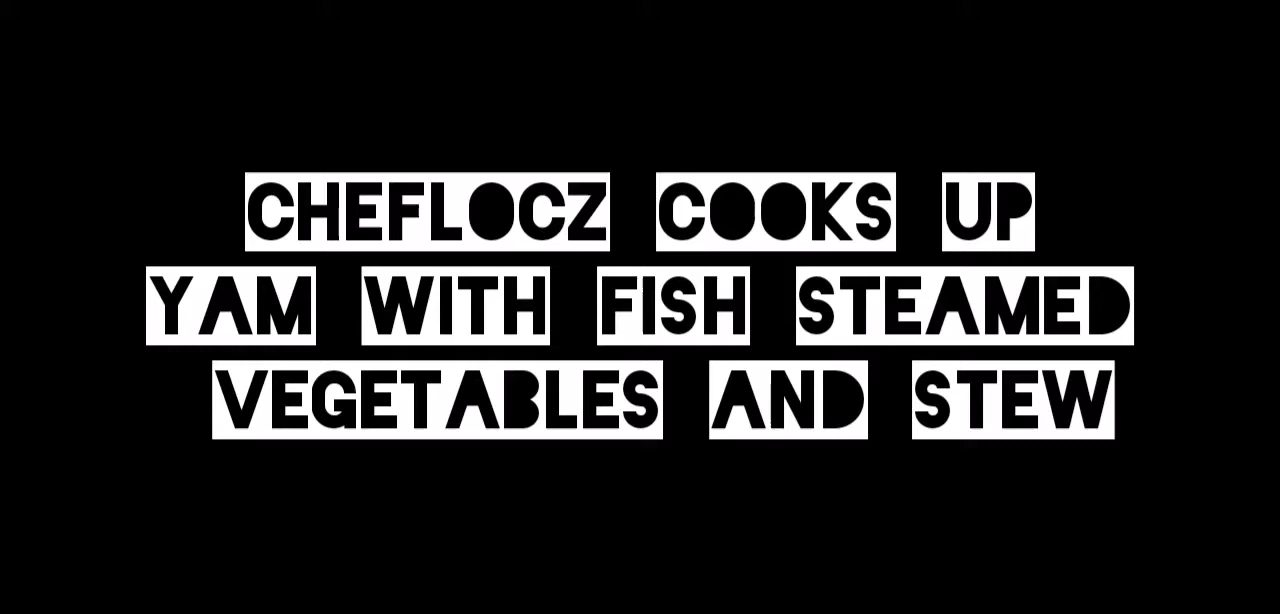 CHEFLOCZ COOKS UP
YAM WITH FISH STEAMED
VEGETABLES AND STEW